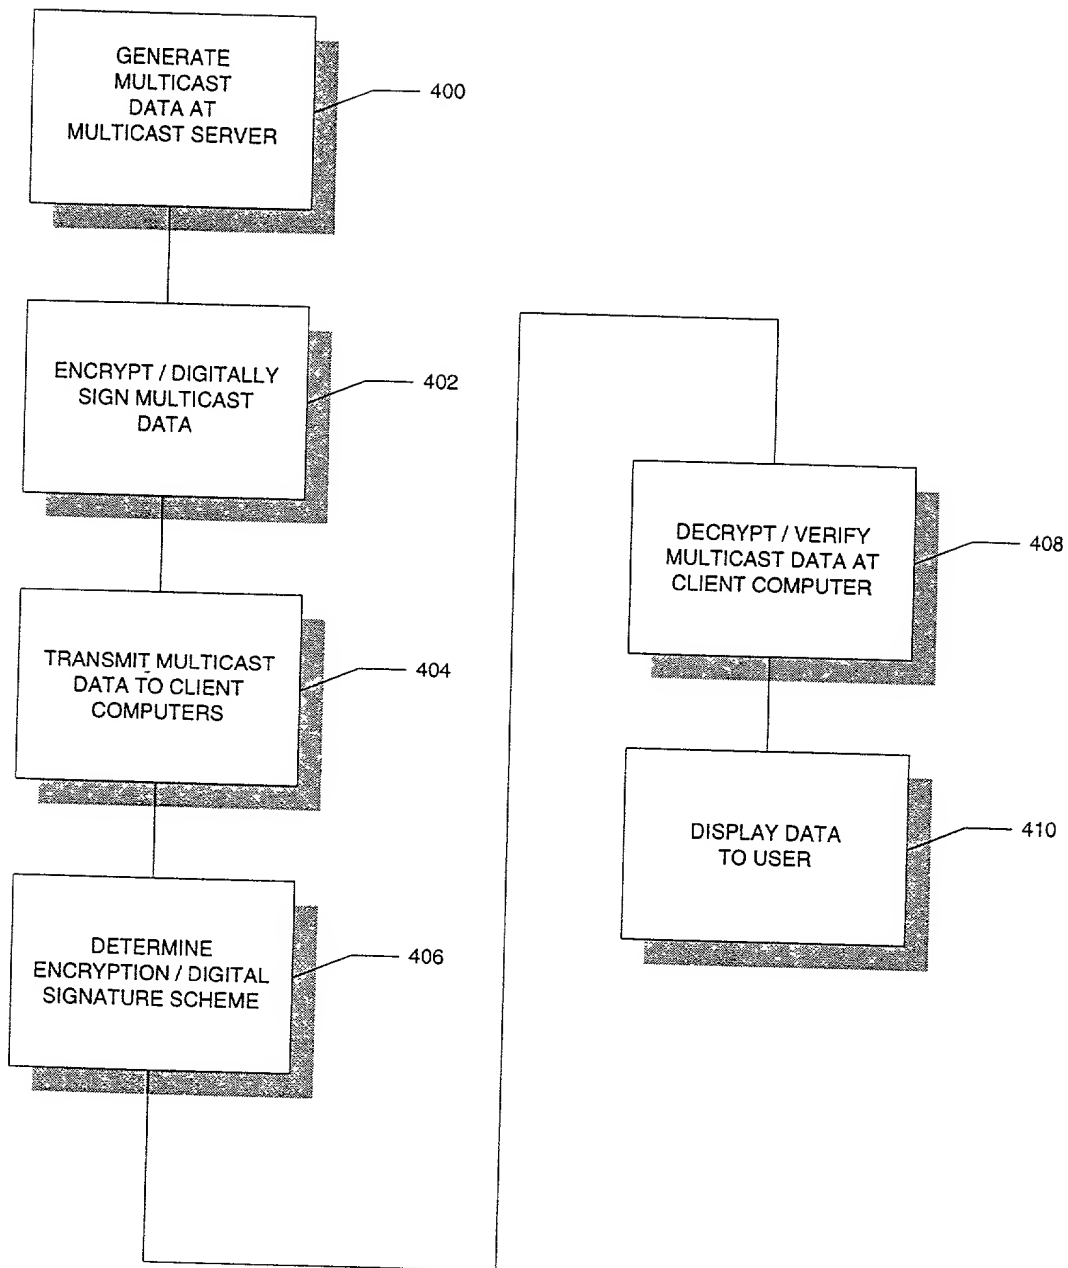 GENERATE
MULTICAST
DATA AT
MULTICAST SERVER
400
ENCRYPT / DIGITALLY
SIGN MULTICAST
DATA
402
TRANSMIT MULTICAST
DATA TO CLIENT
COMPUTERS
404
DETERMINE
ENCRYPTION / DIGITAL
SIGNATURE SCHEME
406
DECRYPT / VERIFY
MULTICAST DATA AT
CLIENT COMPUTER
408
DISPLAY DATA
TO USER
410